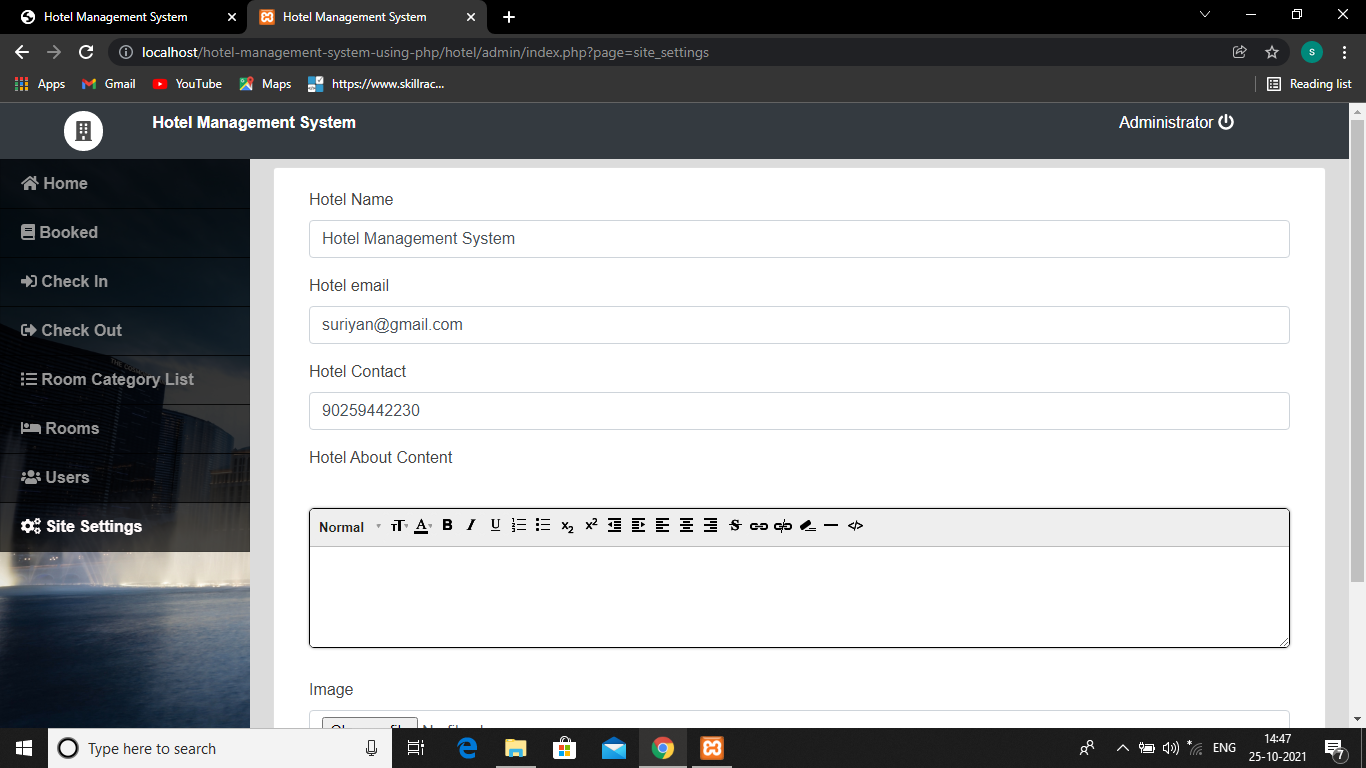 Hotel Management System
Hotel Management System
localhost/hotel-management-system-using-php/hotel/admin/index.php?page=site_settings
s
Apps
Gmail
YouTube
Maps
https://www.skillrac...
Reading list
Hotel Management System
Administrator
Home
Booked
Check In
Check Out
Room Category List
Rooms
Users
Site Settings
Hotel Name
Hotel Management System
Hotel email
suriyan@gmail.com
Hotel Contact
90259442230
Hotel About Content
Normal
Image
Type here to search
ENG
14:47
25-10-2021
7